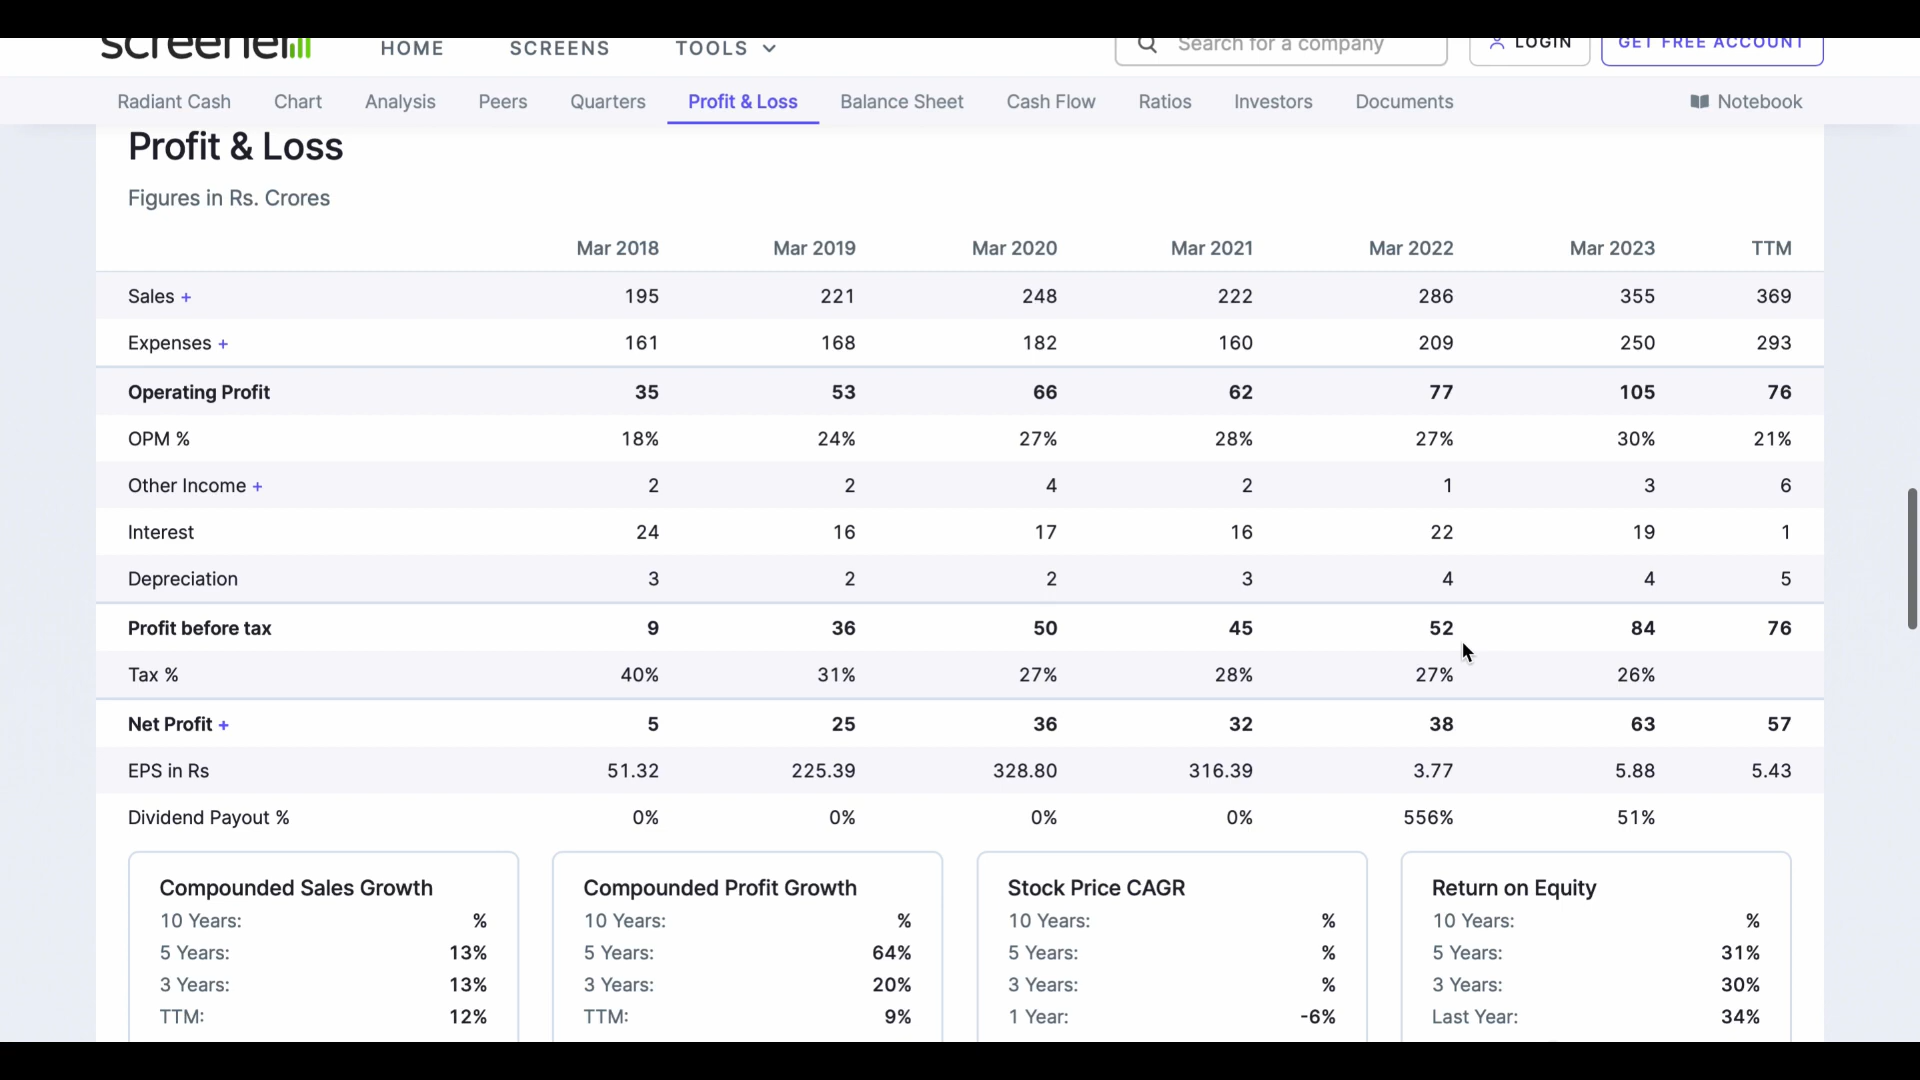 screener
HOME SCREENS TOOLS Search for a company LOGIN GET FREE ACCOUNT
Radiant Cash Chart Analysis Peers Quarters Profit & Loss Balance Sheet Cash Flow Ratios Investors Documents Notebook
Profit & Loss
Figures in Rs. Crores
Mar 2018 Mar 2019 Mar 2020 Mar 2021 Mar 2022 Mar 2023 TTM
Sales + 195 221 248 222 286 355 369
Expenses + 161 168 182 160 209 250 293
Operating Profit 35 53 66 62 77 105 76
OPM % 18% 24% 27% 28% 27% 30% 21%
Other Income + 2 2 4 2 1 3 6
Interest 24 16 17 16 22 19 1
Depreciation 3 2 2 3 4 4 5
Profit before tax 9 36 50 45 52 84 76
Tax % 40% 31% 27% 28% 27% 26%
Net Profit + 5 25 36 32 38 63 57
EPS in Rs 51.32 225.39 328.80 316.39 3.77 5.88 5.43
Dividend Payout % 0% 0% 0% 0% 556% 51%
Compounded Sales Growth Compounded Profit Growth Stock Price CAGR Return on Equity
10 Years: % 10 Years: % 10 Years: % 10 Years: %
5 Years: 13% 5 Years: 64% 5 Years: % 5 Years: 31%
3 Years: 13% 3 Years: 20% 3 Years: % 3 Years: 30%
TTM: 12% TTM: 9% 1 Year: -6% Last Year: 34%